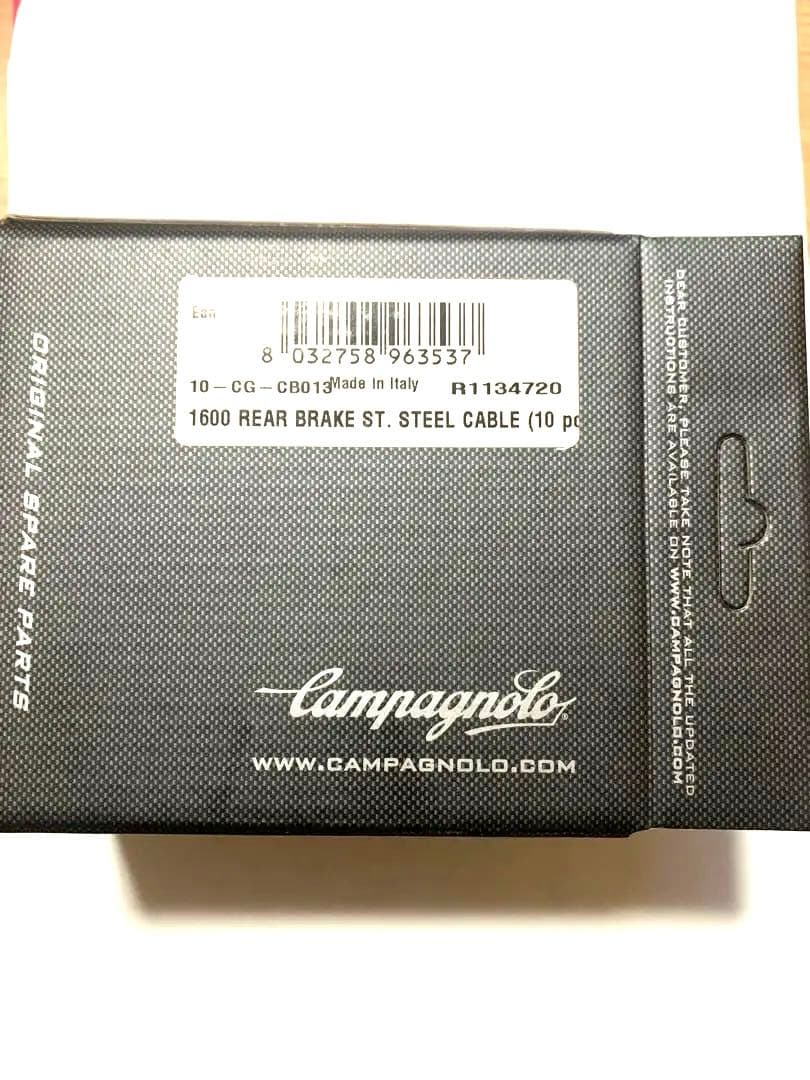 Ean
8 032758 963537
10-CG-CB013 Made In Italy R1134720
1600 REAR BRAKE ST. STEEL CABLE (10 pc
ORIGINAL SPARE PARTS
Campagnolo®
WWW.CAMPAGNOLO.COM
DEAR CUSTOMER, PLEASE TAKE NOTE THAT ALL THE UPDATED
INSTRUCTIONS ARE AVAILABLE ON WWW.CAMPAGNOLO.COM